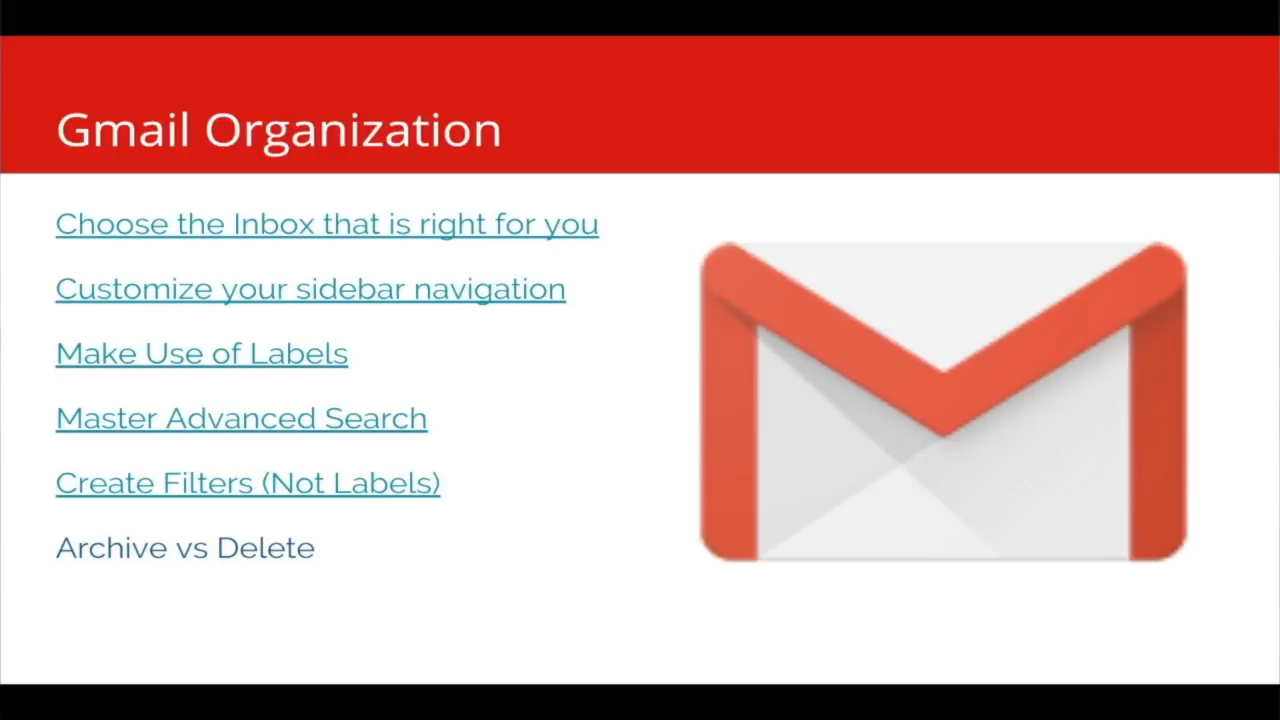 Gmail Organization
Choose the Inbox that is right for you
Customize your sidebar navigation
Make Use of Labels
Master Advanced Search
Create Filters (Not Labels)
Archive vs Delete